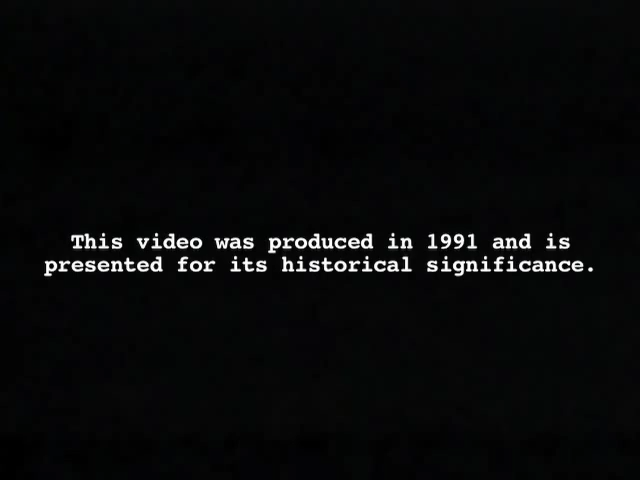 This video was produced in 1991 and is
presented for its historical significance.